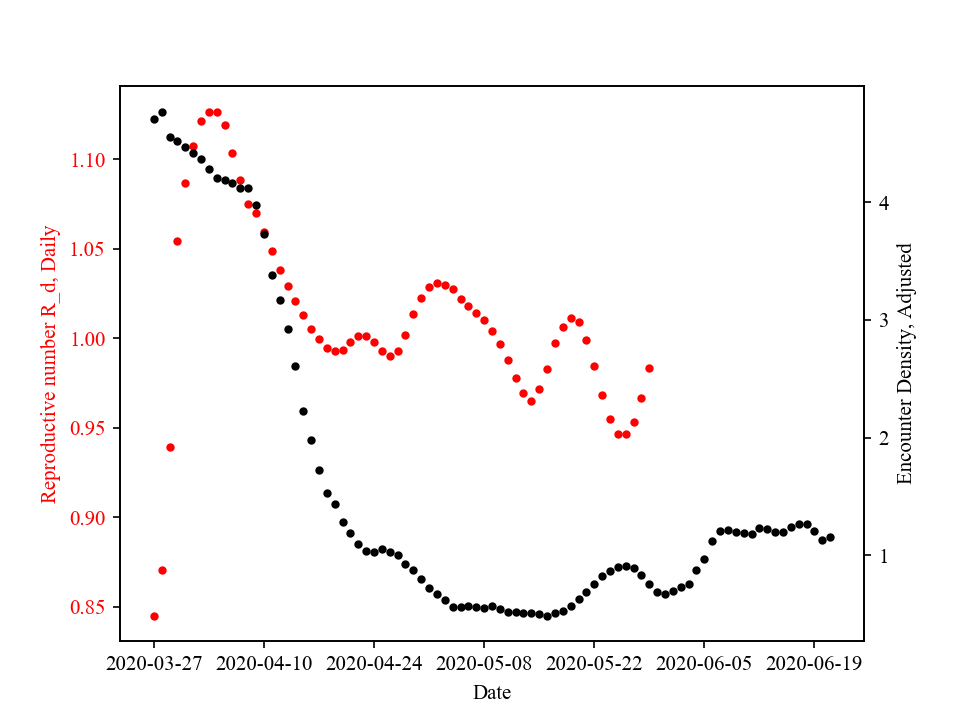 Reproductive number R_d, Daily
1.10
1.05
1.00
0.95
0.90
0.85
4
3
2
1
Encounter Density, Adjusted
2020-03-27 2020-04-10 2020-04-24 2020-05-08 2020-05-22 2020-06-05 2020-06-19
Date